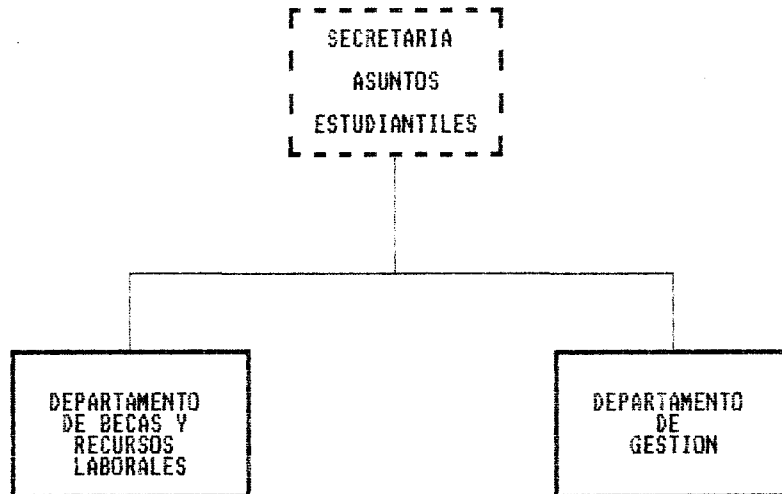 SECRETARIA
ASUNTOS
ESTUDIANTILES
DEPARTAMENTO
DE BECAS Y
RECURSOS
LABORALES
DEPARTAMENTO
DE
GESTION